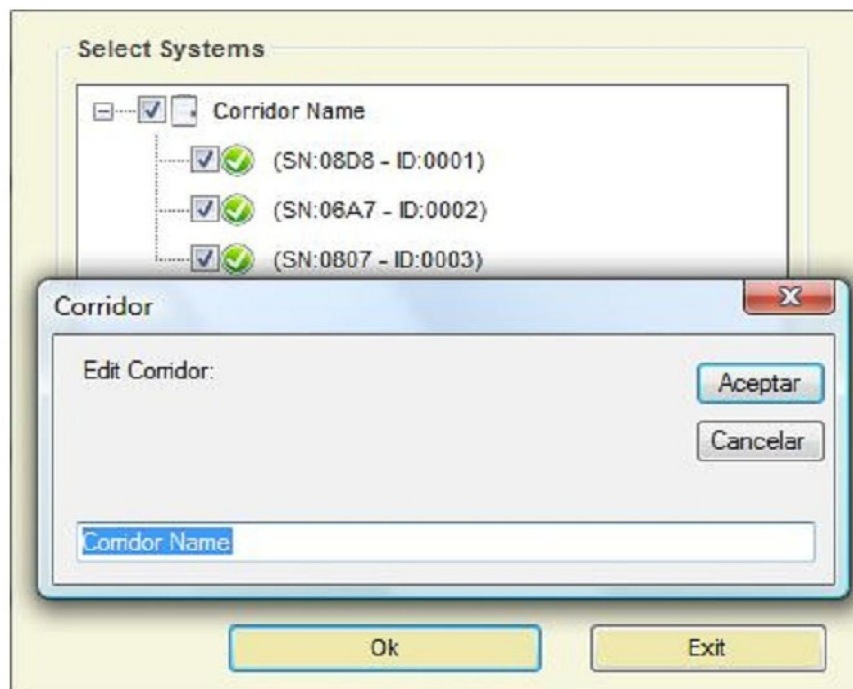 Select Systems
Corridor Name
(SN:08D8 - ID:0001)
(SN:06A7 - ID:0002)
(SN:0807 - ID:0003)
Corridor
Edit Corridor:
Aceptar
Cancelar
Corridor Name
Ok
Exit